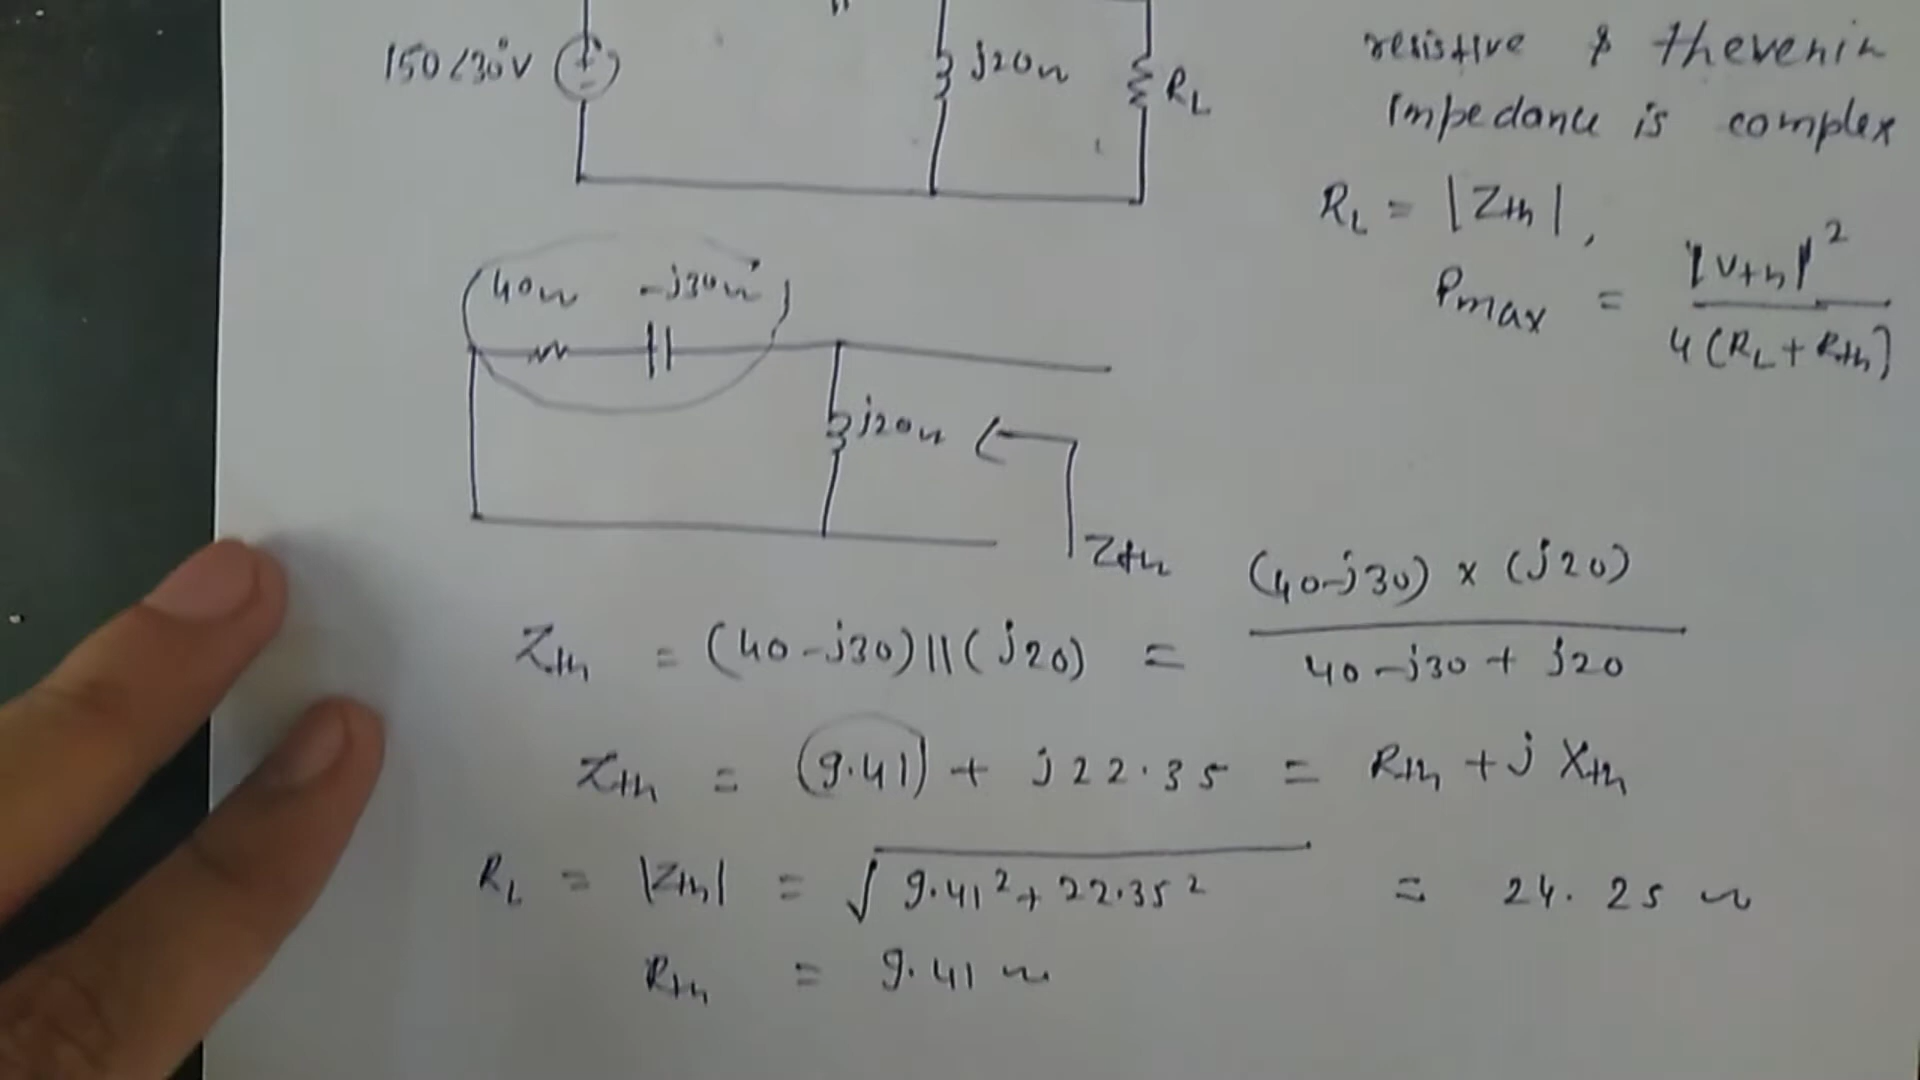 150∠30°V
j20Ω
RL
resistive & thevenin
impedance is complex
RL = |Zth|,
Pmax = |Vth|² / 4(RL + Rth)
40Ω -j30Ω
j20Ω
Zth
Zth = (40-j30)||(j20) = (40-j30) x (j20) / 40-j30 + j20
Zth = (9.41) + j22.35 = Rth + j Xth
RL = |Zth| = √9.41² + 22.35² = 24.25 Ω
Rth = 9.41 Ω